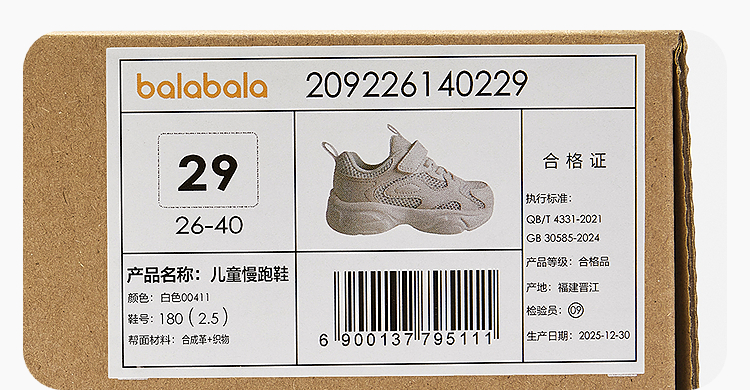 balabala
209226140229
29
26-40
合格证
执行标准：
QB/T 4331-2021
GB 30585-2024
产品等级：合格品
产地：福建晋江
检验员：09
生产日期：2025-12-30
产品名称：儿童慢跑鞋
颜色：白色00411
鞋号：180（2.5）
帮面材料：合成革+织物
6 900137 795111